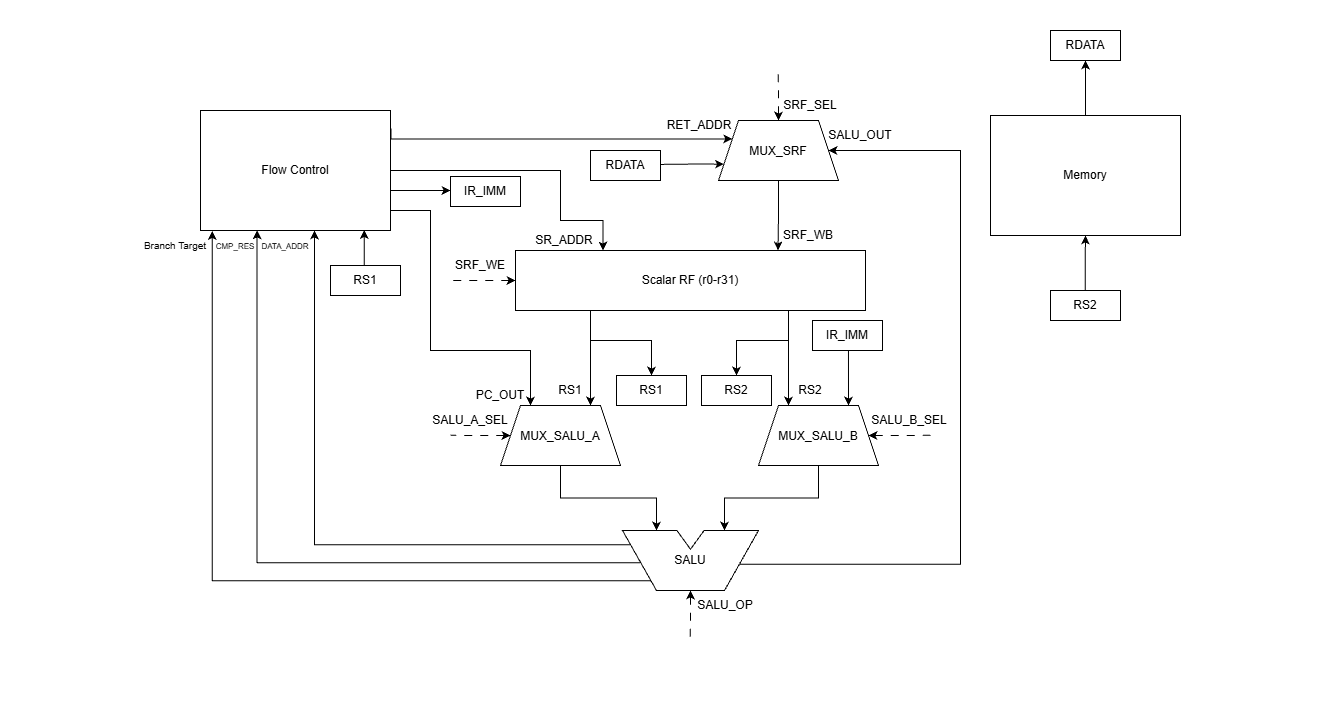 RDATA
SRF_SEL
RET_ADDR
SALU_OUT
MUX_SRF
RDATA
Flow Control
Memory
IR_IMM
SRF_WB
SR_ADDR
Branch Target
CMP_RES
DATA_ADDR
SRF_WE
RS1
Scalar RF (r0-r31)
RS2
IR_IMM
PC_OUT
RS1
RS1
RS2
RS2
SALU_A_SEL
SALU_B_SEL
MUX_SALU_A
MUX_SALU_B
SALU
SALU_OP